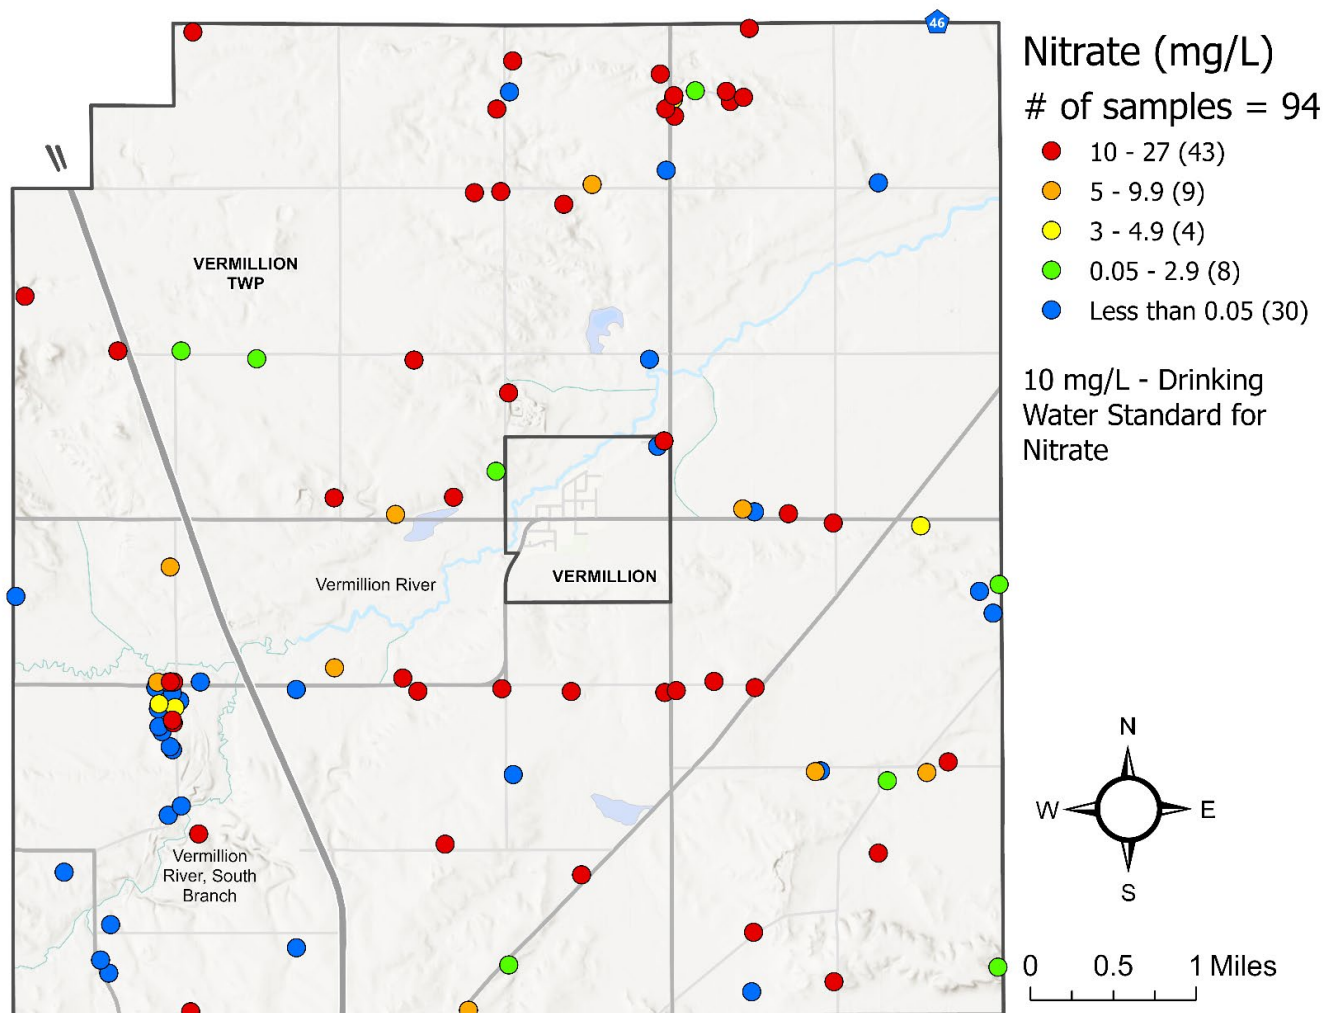 46
Nitrate (mg/L)
# of samples = 94
10 - 27 (43)
5 - 9.9 (9)
3 - 4.9 (4)
0.05 - 2.9 (8)
Less than 0.05 (30)
10 mg/L - Drinking
Water Standard for
Nitrate
VERMILLION
TWP
Vermillion River
VERMILLION
Vermillion
River, South
Branch
N
W
E
S
0
0.5
1 Miles